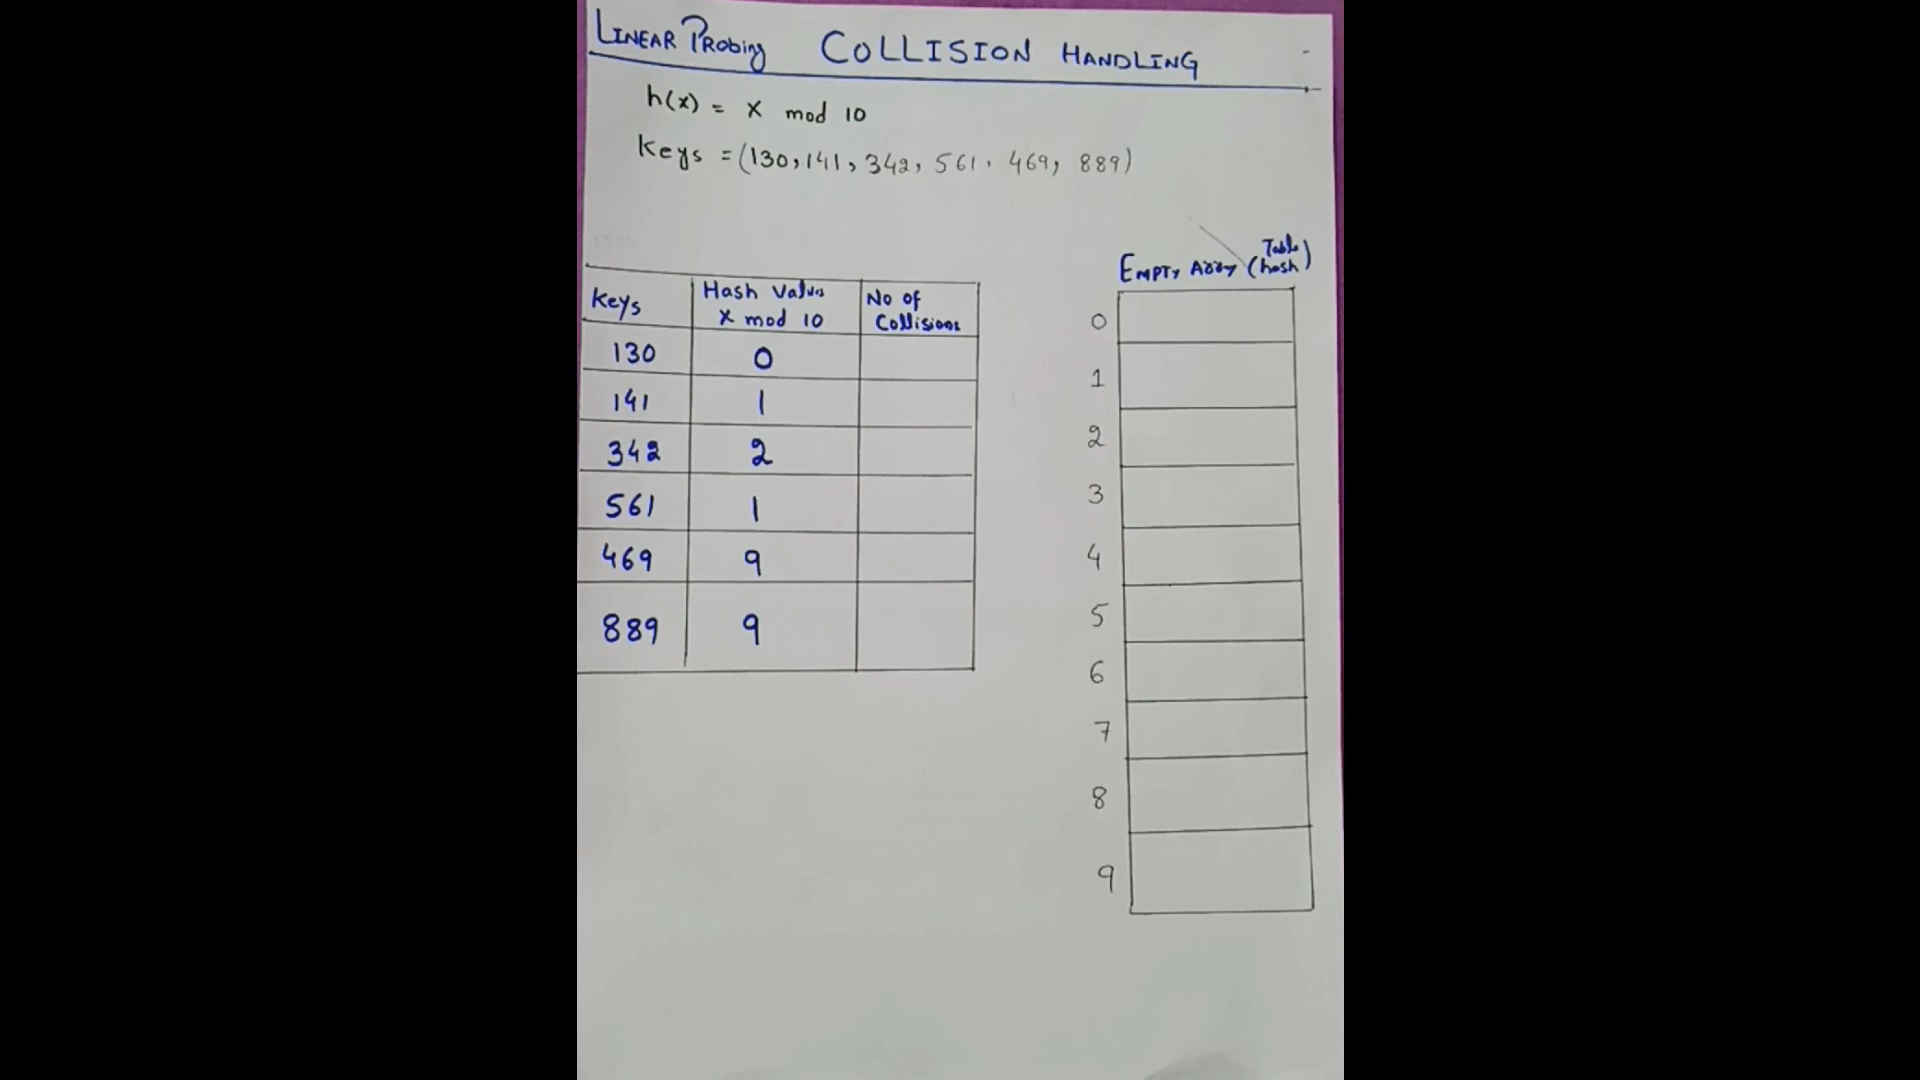 LINEAR Probing COLLISION HANDLING
h(x) = x mod 10
Keys = (130, 141, 342, 561, 469, 889)
Table
EMPTy Array (hash)
Keys Hash Values No of
x mod 10 Collisions
130 0
141 1
342 2
561 1
469 9
889 9
0
1
2
3
4
5
6
7
8
9